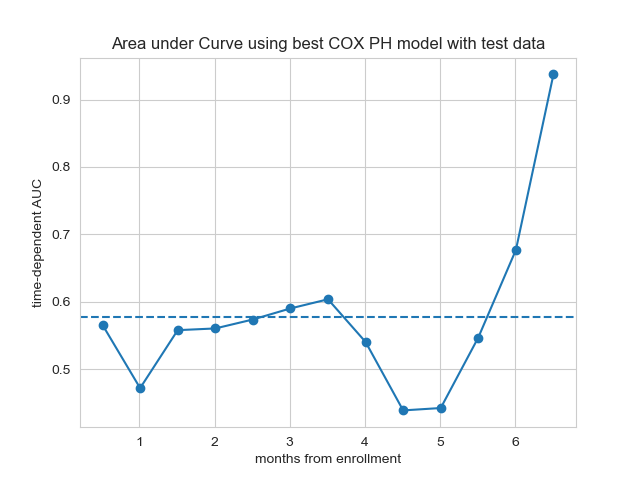 Area under Curve using best COX PH model with test data
time-dependent AUC
0.9
0.8
0.7
0.6
0.5
1 2 3 4 5 6
months from enrollment